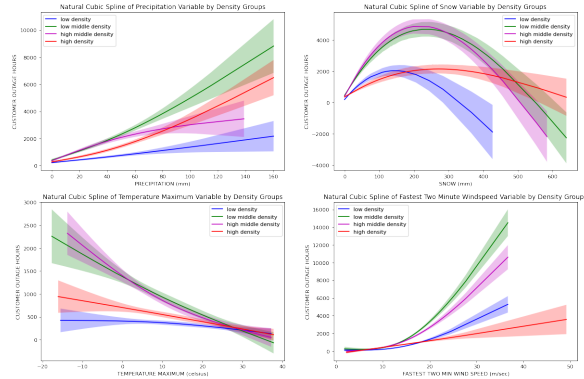 Natural Cubic Spline of Precipitation Variable by Density Groups
low density
low middle density
high middle density
high density
CUSTOMER OUTAGE HOURS
10000
8000
6000
4000
2000
0
0 20 40 60 80 100 120 140 160
PRECIPITATION (mm)
Natural Cubic Spline of Snow Variable by Density Groups
low density
low middle density
high middle density
high density
CUSTOMER OUTAGE HOURS
4000
2000
0
−2000
−4000
0 100 200 300 400 500 600
SNOW (mm)
Natural Cubic Spline of Temperature Maximum Variable by Density Groups
low density
low middle density
high middle density
high density
CUSTOMER OUTAGE HOURS
3000
2500
2000
1500
1000
500
0
−20 −10 0 10 20 30 40
TEMPERATURE MAXIMUM (celsius)
Natural Cubic Spline of Fastest Two Minute Windspeed Variable by Density Group
low density
low middle density
high middle density
high density
CUSTOMER OUTAGE HOURS
16000
14000
12000
10000
8000
6000
4000
2000
0
0 10 20 30 40 50
FASTEST TWO MIN WIND SPEED (m/sec)